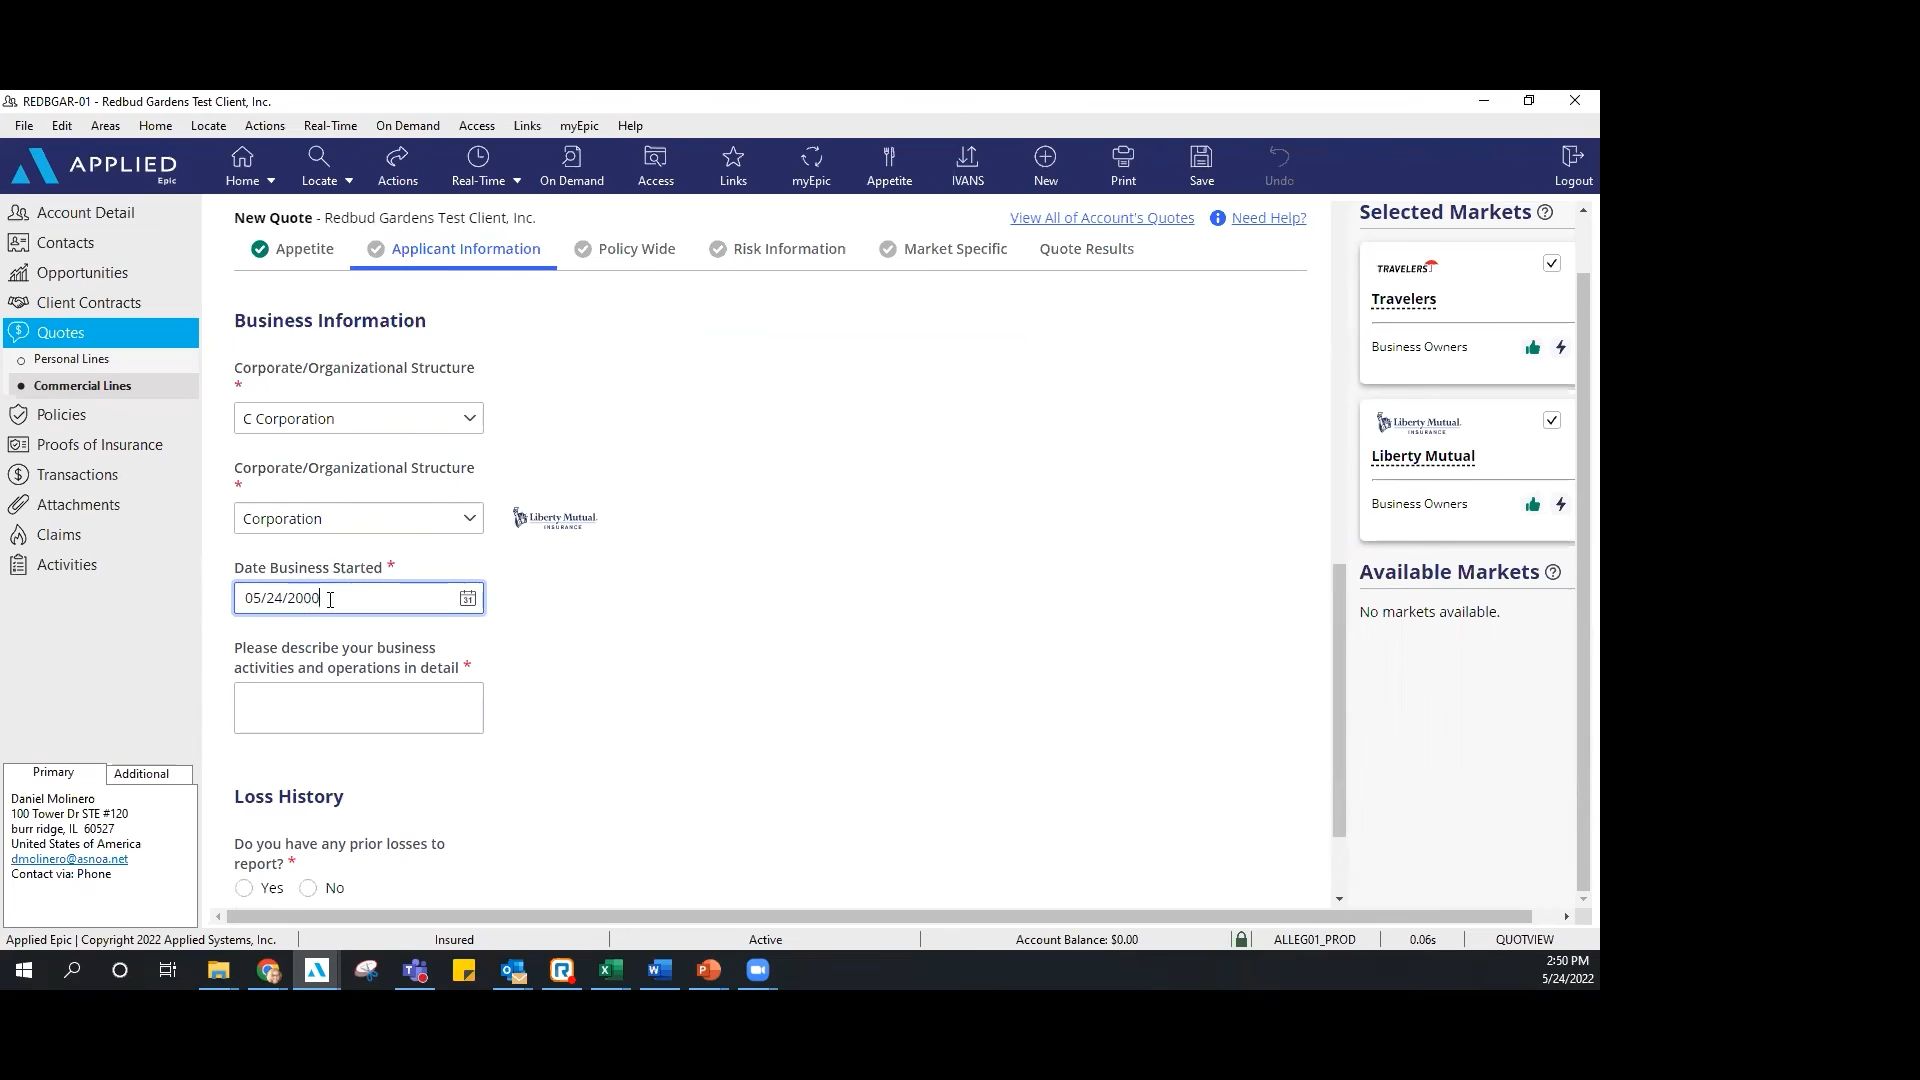 REDBGAR-01 - Redbud Gardens Test Client, Inc.
File Edit Areas Home Locate Actions Real-Time On Demand Access Links myEpic Help
APPLIED
Epic
Home Locate Actions Real-Time On Demand Access Links myEpic Appetite IVANS New Print Save Undo Logout
Account Detail
Contacts
Opportunities
Client Contracts
Quotes
Personal Lines
Commercial Lines
Policies
Proofs of Insurance
Transactions
Attachments
Claims
Activities
Primary Additional
Daniel Molinero
100 Tower Dr STE #120
burr ridge, IL 60527
United States of America
dmolinero@asnoa.net
Contact via: Phone
New Quote - Redbud Gardens Test Client, Inc.
View All of Account's Quotes Need Help?
Appetite Applicant Information Policy Wide Risk Information Market Specific Quote Results
Business Information
Corporate/Organizational Structure
*
C Corporation
Corporate/Organizational Structure
*
Corporation
Liberty Mutual
INSURANCE
Date Business Started *
05/24/2000
31
Please describe your business
activities and operations in detail *
Loss History
Do you have any prior losses to
report? *
Yes No
Selected Markets
TRAVELERS
Travelers
Business Owners
Liberty Mutual
INSURANCE
Liberty Mutual
Business Owners
Available Markets
No markets available.
Applied Epic | Copyright 2022 Applied Systems, Inc. Insured Active Account Balance: $0.00 ALLEG01_PROD 0.06s QUOTVIEW
2:50 PM
5/24/2022